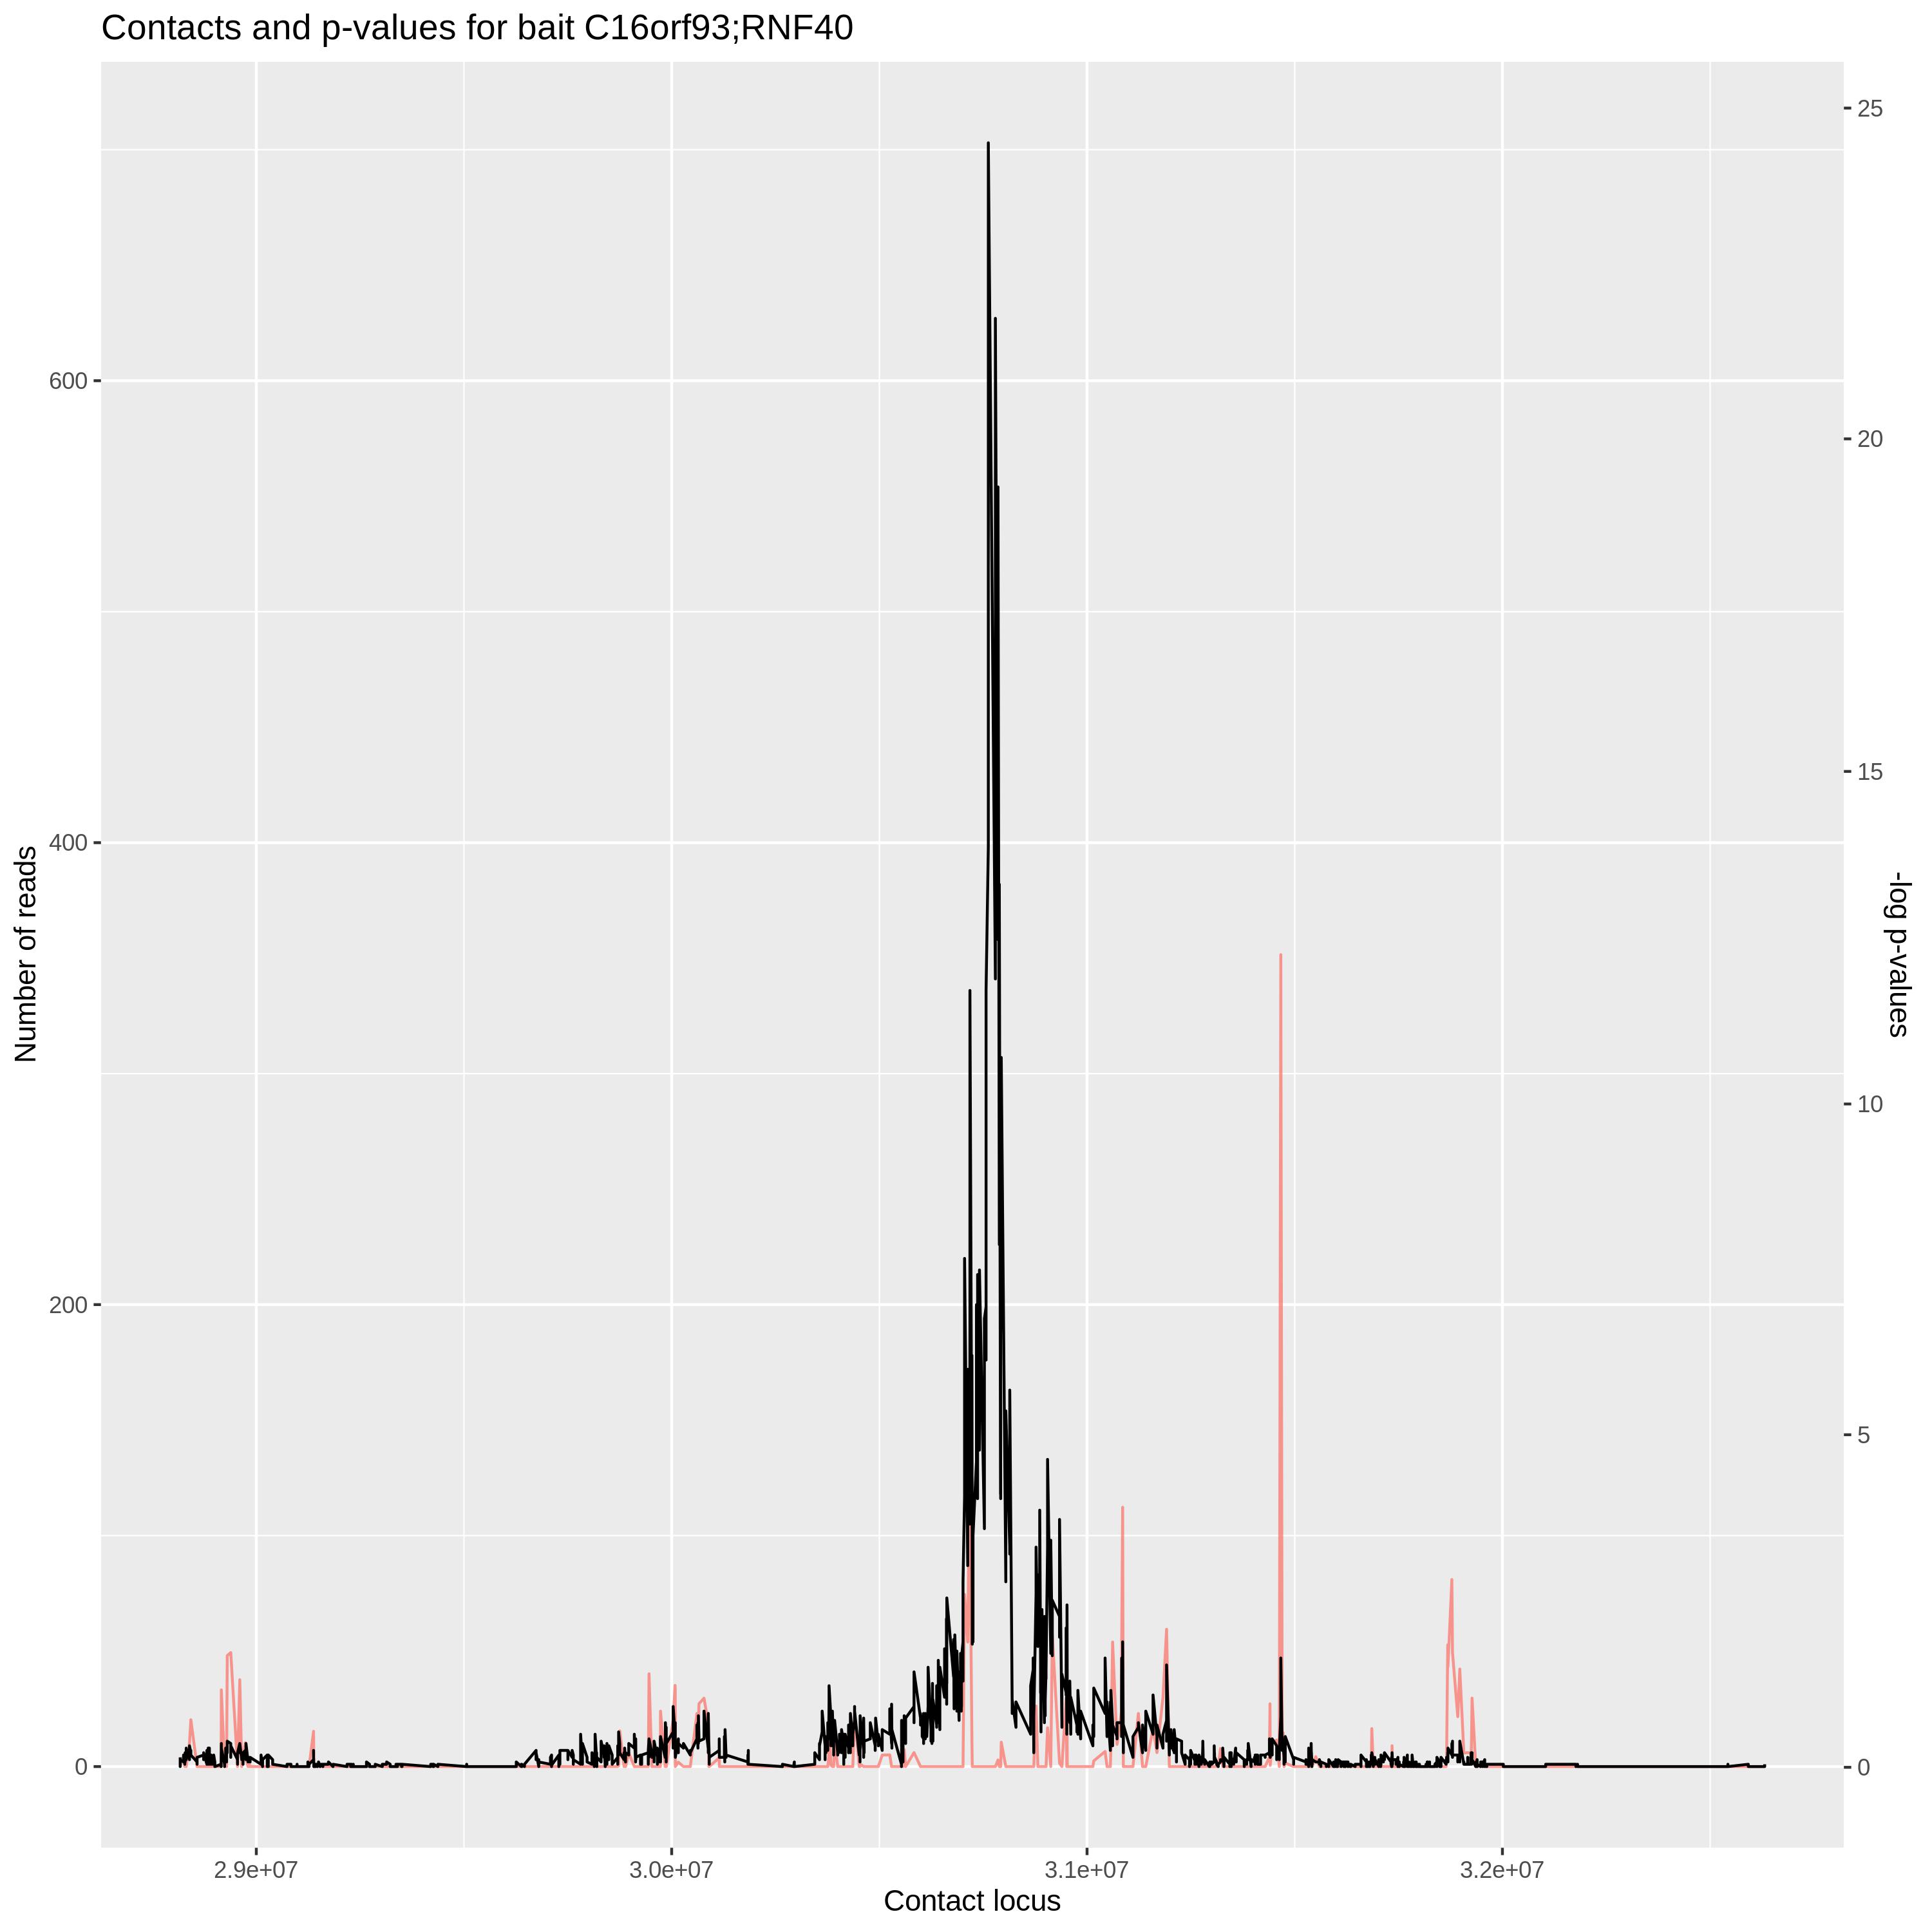 Contacts and p-values for bait C16orf93;RNF40
25
600
20
15
400
Number of reads
-log p-values
10
200
5
0
0
2.9e+07
3.0e+07
3.1e+07
3.2e+07
Contact locus